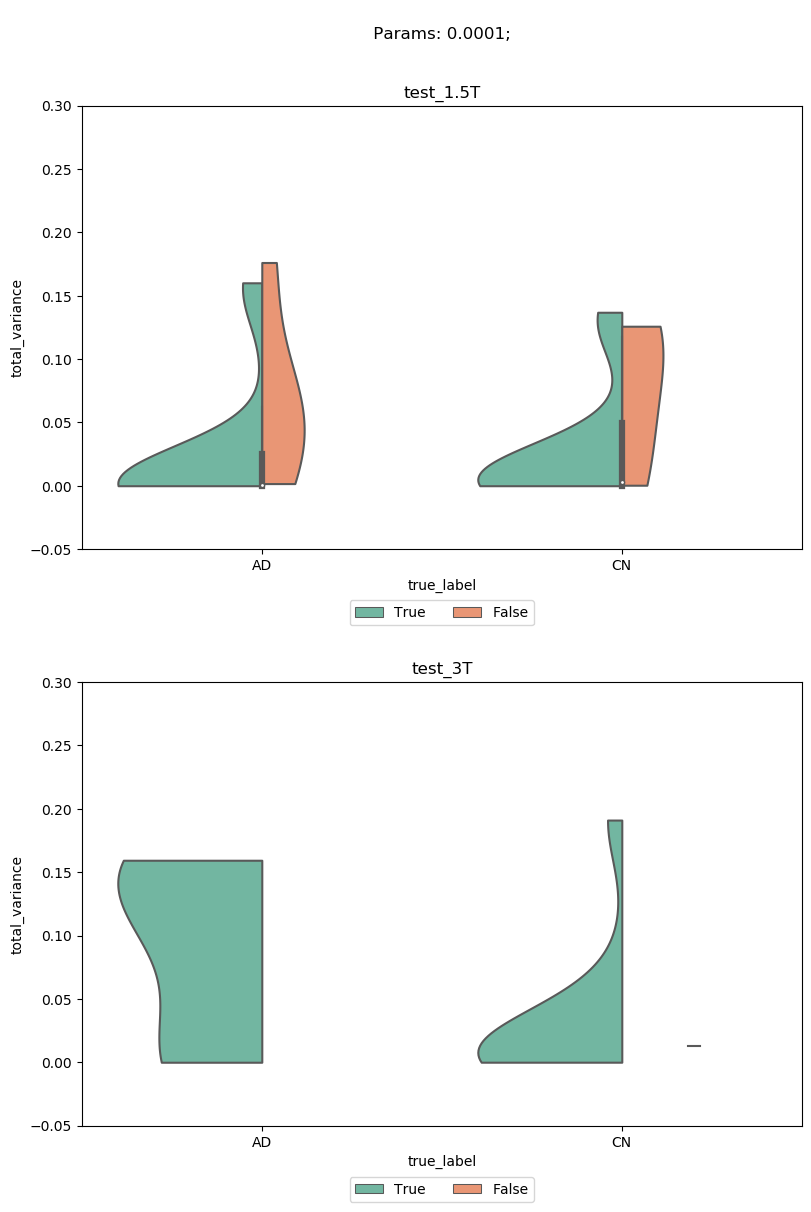 Params: 0.0001;
test_1.5T
0.30
0.25
0.20
0.15
0.10
0.05
0.00
−0.05
total_variance
AD CN
true_label
True False
test_3T
0.30
0.25
0.20
0.15
0.10
0.05
0.00
−0.05
total_variance
AD CN
true_label
True False